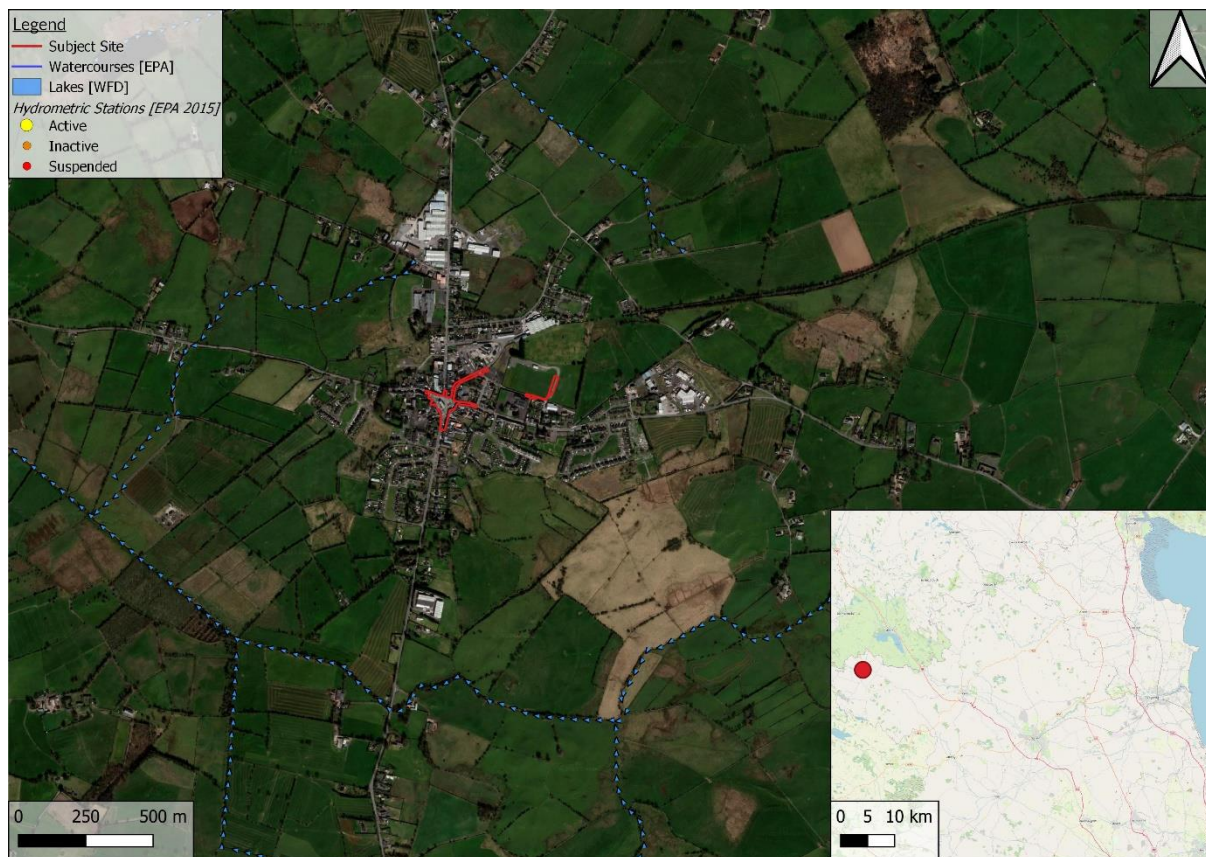 Legend
Subject Site
Watercourses [EPA]
Lakes [WFD]
Hydrometric Stations [EPA 2015]
Active
Inactive
Suspended
0 250 500 m
0 5 10 km